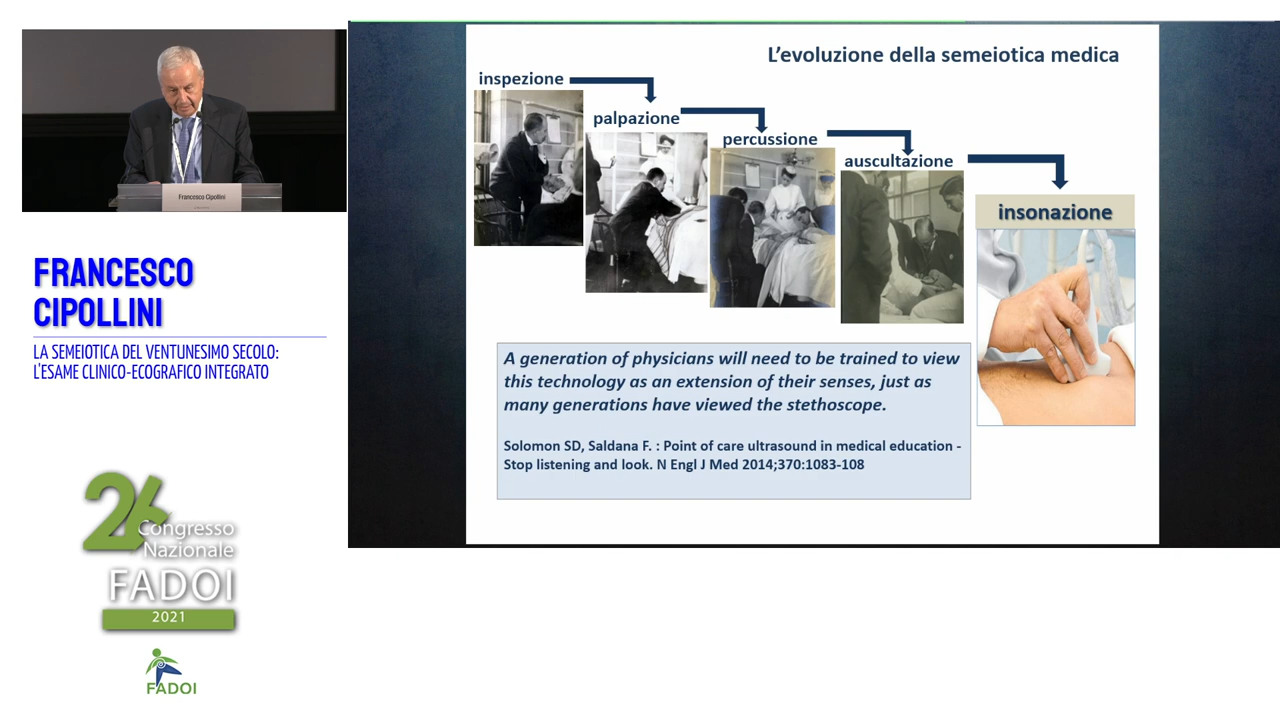 Francesco Cipollini
FRANCESCO
CIPOLLINI
LA SEMEIOTICA DEL VENTUNESIMO SECOLO:
L'ESAME CLINICO-ECOGRAFICO INTEGRATO
26
Congresso
Nazionale
FADOI
2021
FADOI
L'evoluzione della semeiotica medica
inspezione
palpazione
percussione
auscultazione
insonazione
A generation of physicians will need to be trained to view
this technology as an extension of their senses, just as
many generations have viewed the stethoscope.
Solomon SD, Saldana F. : Point of care ultrasound in medical education -
Stop listening and look. N Engl J Med 2014;370:1083-108